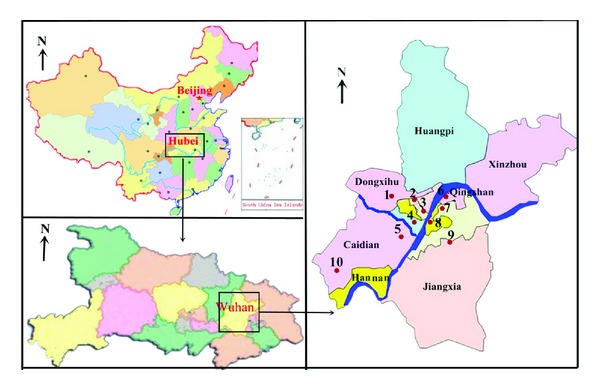 N
Beijing
Hubei
South China Sea Islands
N
Wuhan
N
Huangpi
Xinzhou
Dongxihu
Qingshan
1
2
3
4
5
6
7
8
9
Caidian
10
Hannan
Jiangxia